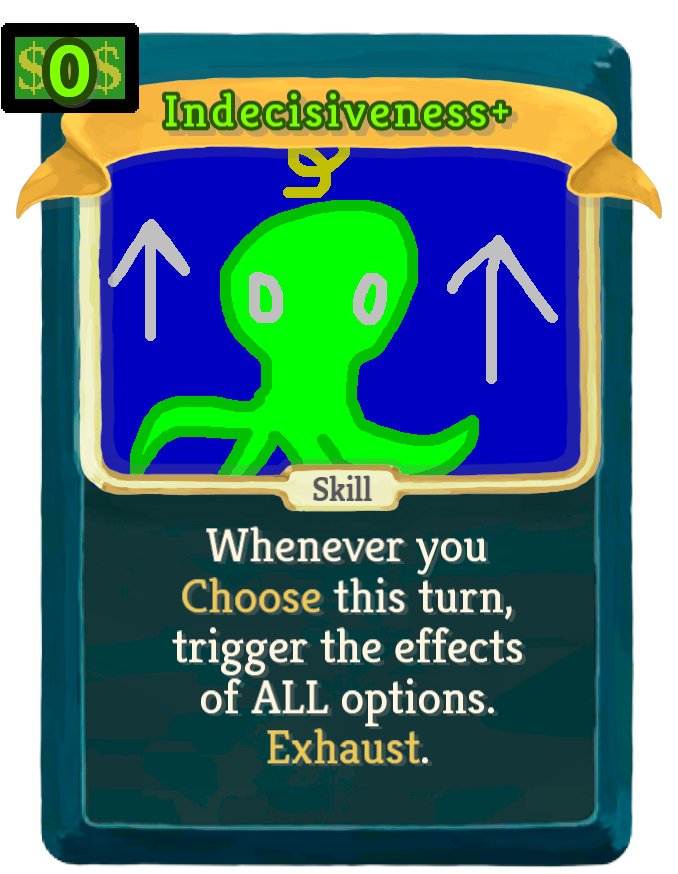 $0$
Indecisiveness+
Skill
Whenever you
Choose this turn,
trigger the effects
of ALL options.
Exhaust.